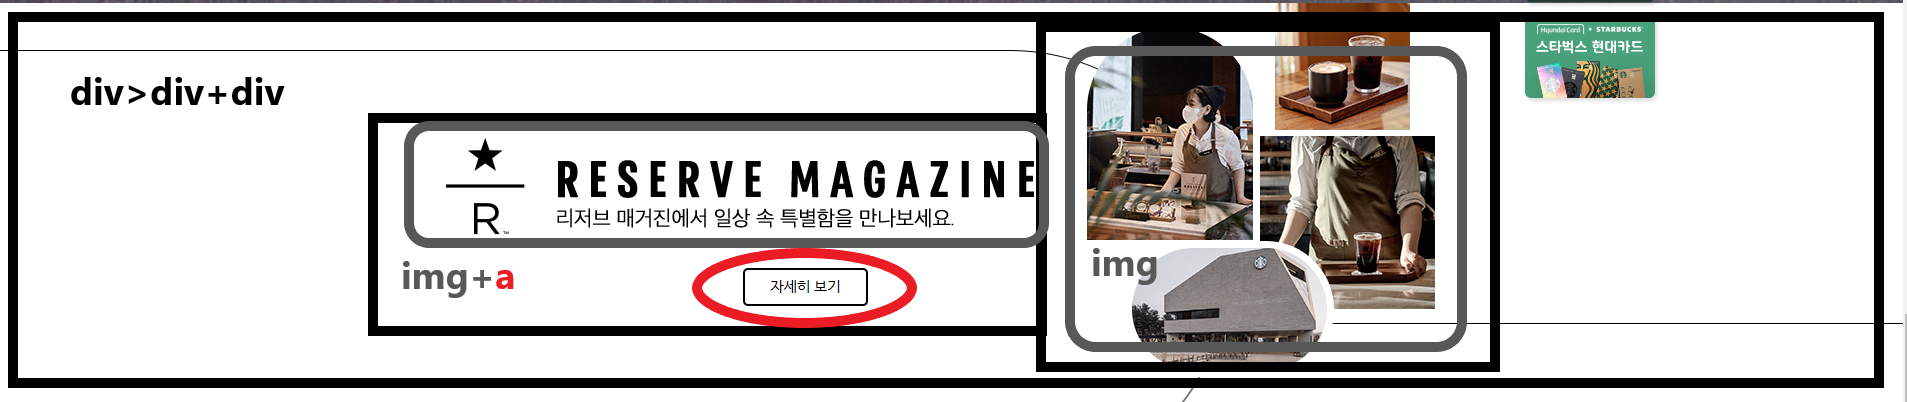 Hyundai Card + STARBUCKS
스타벅스 현대카드
div>div+div
RESERVE MAGAZINE
R
TM
리저브 매거진에서 일상 속 특별함을 만나보세요.
img+a
자세히 보기
img